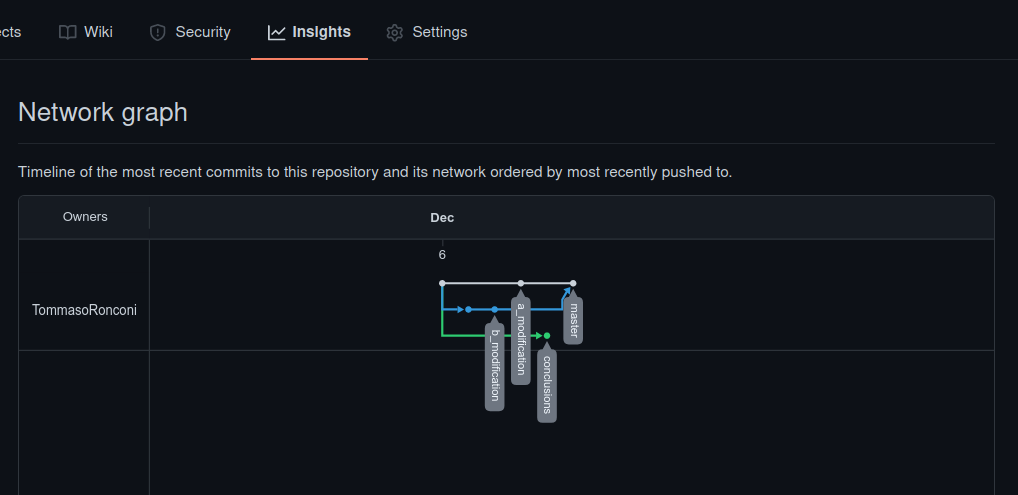 ects Wiki Security Insights Settings
Network graph
Timeline of the most recent commits to this repository and its network ordered by most recently pushed to.
Owners Dec
6
TommasoRonconi
b_modification
a_modification
conclusions
master